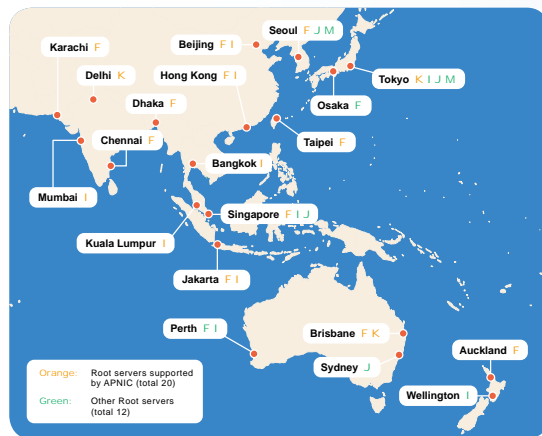 Seoul F J M
Karachi F
Beijing F I
Delhi K
Hong Kong F I
Tokyo K I J M
Dhaka F
Osaka F
Chennai F
Taipei F
Bangkok I
Mumbai I
Singapore F I J
Kuala Lumpur I
Jakarta F I
Perth F I
Brisbane F K
Auckland F
Sydney J
Wellington I
Orange: Root servers supported
by APNIC (total 20)
Green: Other Root servers
(total 12)